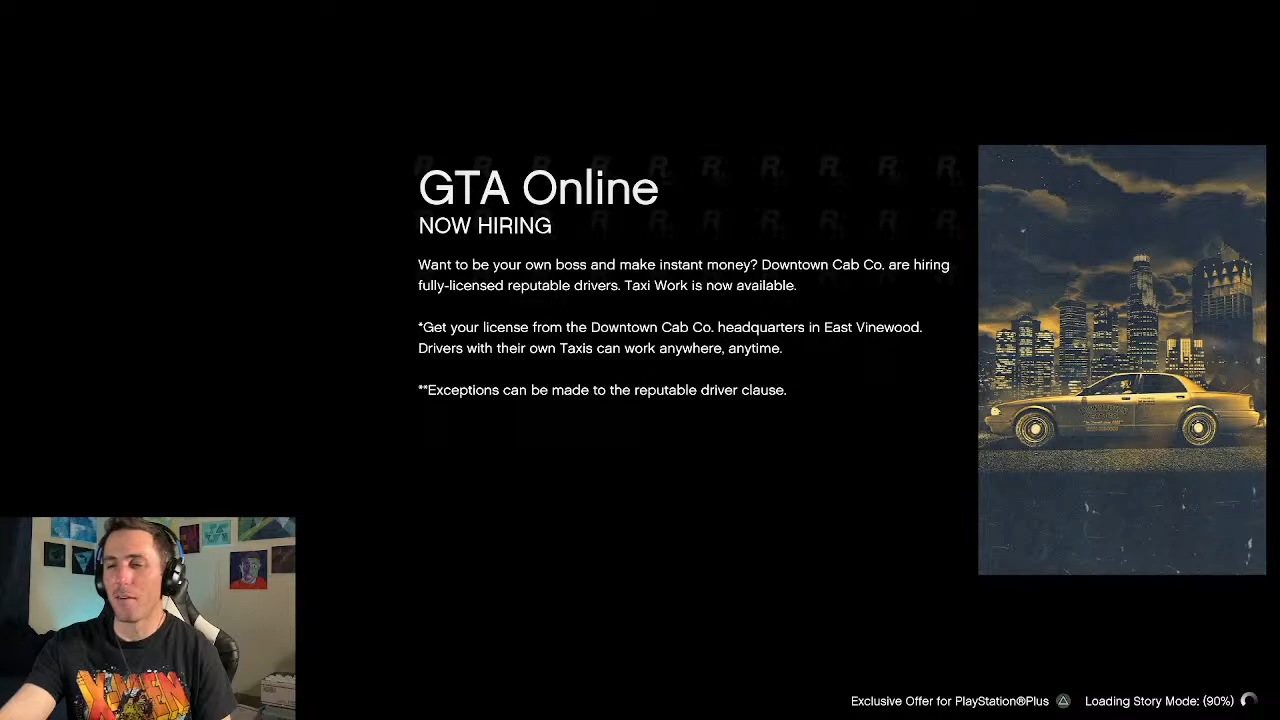 GTA Online
NOW HIRING
Want to be your own boss and make instant money? Downtown Cab Co. are hiring
fully-licensed reputable drivers. Taxi Work is now available.
*Get your license from the Downtown Cab Co. headquarters in East Vinewood.
Drivers with their own Taxis can work anywhere, anytime.
**Exceptions can be made to the reputable driver clause.
X-MEN
Exclusive Offer for PlayStation®Plus
Loading Story Mode: (90%)